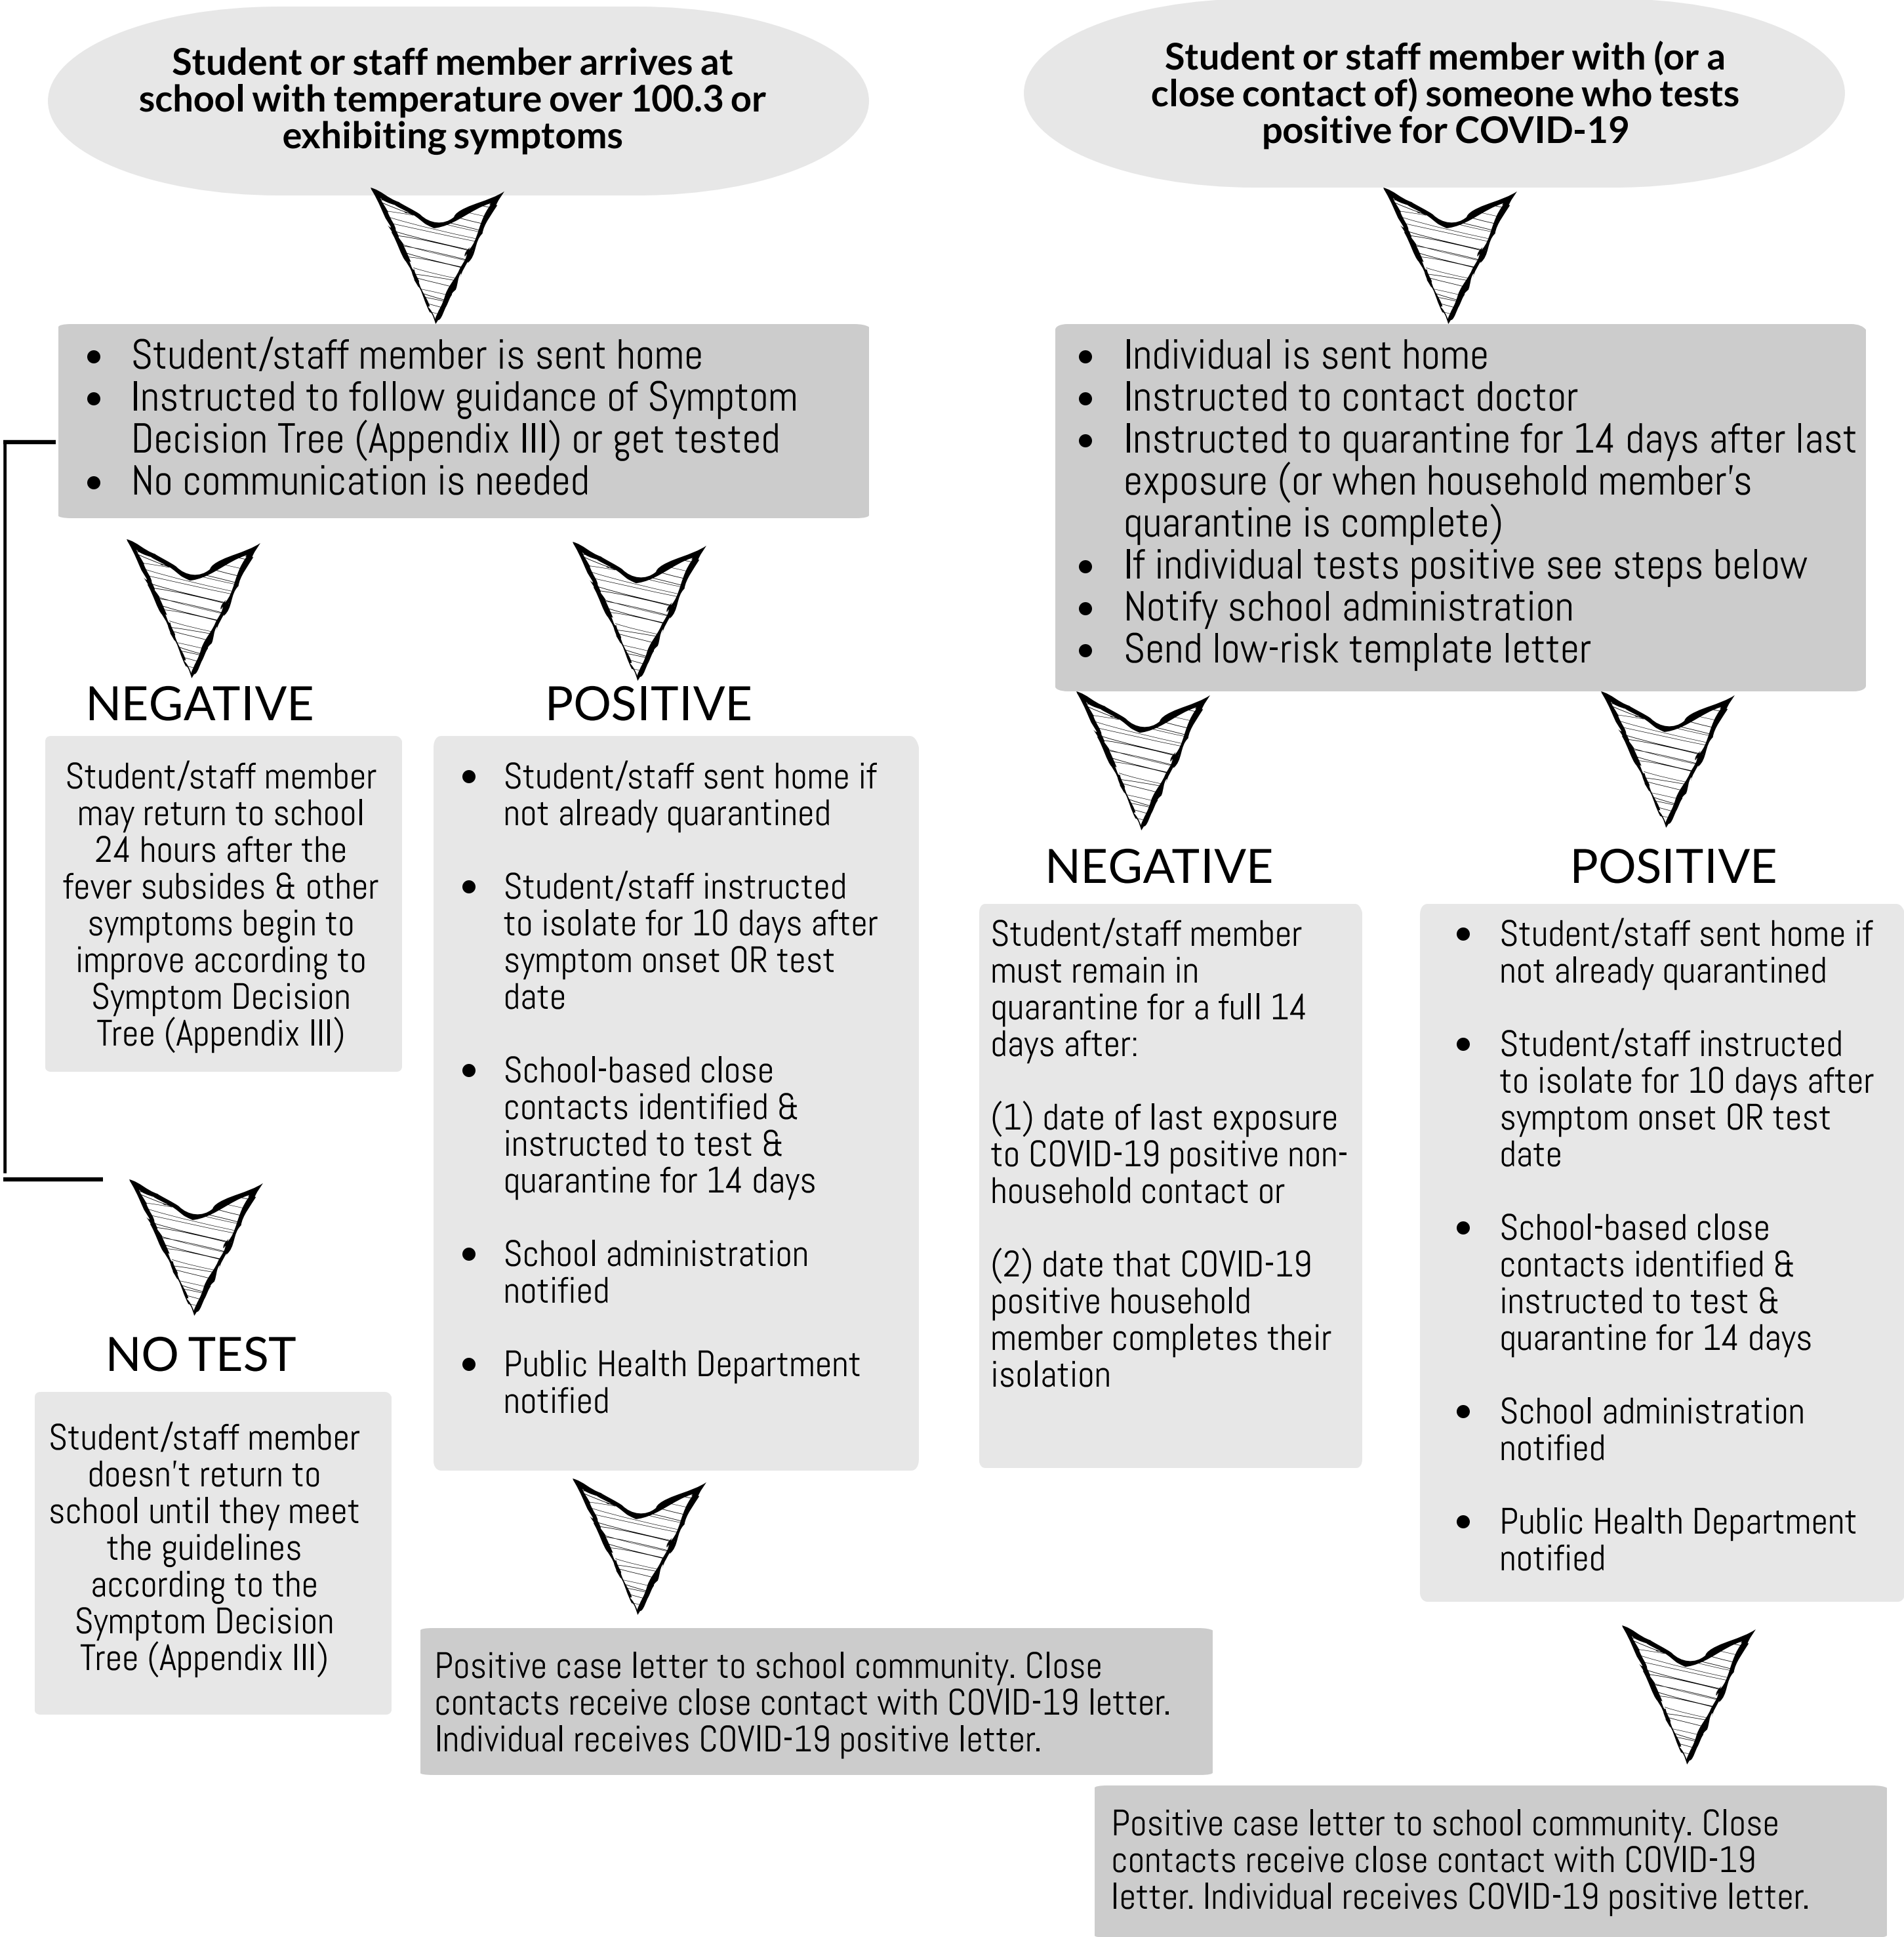 Student or staff member arrives at
school with temperature over 100.3 or
exhibiting symptoms
• Student/staff member is sent home
• Instructed to follow guidance of Symptom
Decision Tree (Appendix III) or get tested
• No communication is needed
NEGATIVE
Student/staff member
may return to school
24 hours after the
fever subsides & other
symptoms begin to
improve according to
Symptom Decision
Tree (Appendix III)
NO TEST
Student/staff member
doesn't return to
school until they meet
the guidelines
according to the
Symptom Decision
Tree (Appendix III)
POSITIVE
• Student/staff sent home if
not already quarantined
• Student/staff instructed
to isolate for 10 days after
symptom onset OR test
date
• School-based close
contacts identified &
instructed to test &
quarantine for 14 days
• School administration
notified
• Public Health Department
notified
Positive case letter to school community. Close
contacts receive close contact with COVID-19 letter.
Individual receives COVID-19 positive letter.
Student or staff member with (or a
close contact of) someone who tests
positive for COVID-19
• Individual is sent home
• Instructed to contact doctor
• Instructed to quarantine for 14 days after last
exposure (or when household member's
quarantine is complete)
• If individual tests positive see steps below
• Notify school administration
• Send low-risk template letter
NEGATIVE
Student/staff member
must remain in
quarantine for a full 14
days after:
(1) date of last exposure
to COVID-19 positive non-
household contact or
(2) date that COVID-19
positive household
member completes their
isolation
POSITIVE
• Student/staff sent home if
not already quarantined
• Student/staff instructed
to isolate for 10 days after
symptom onset OR test
date
• School-based close
contacts identified &
instructed to test &
quarantine for 14 days
• School administration
notified
• Public Health Department
notified
Positive case letter to school community. Close
contacts receive close contact with COVID-19
letter. Individual receives COVID-19 positive letter.